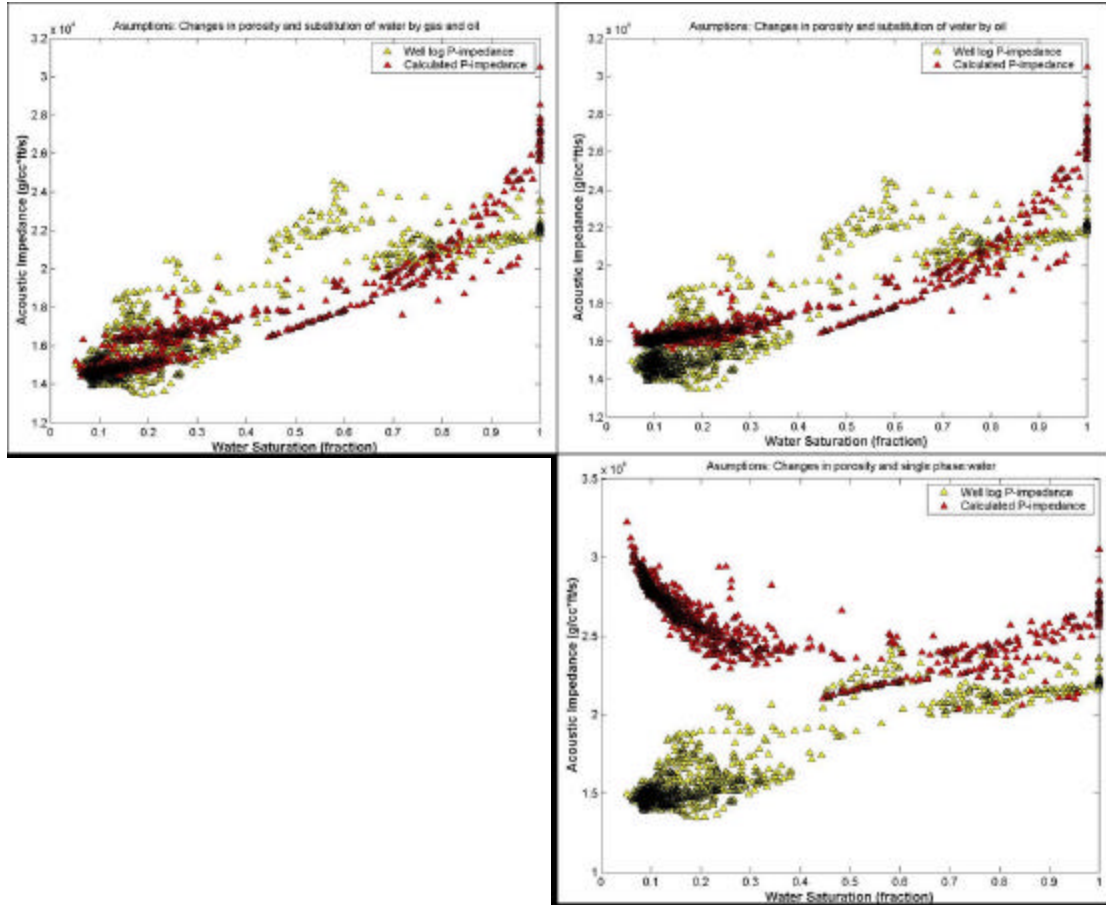 Asumptions: Changes in porosity and substitution of water by gas and oil
x 10⁴
3.2
3
2.8
2.6
2.4
2.2
2
1.8
1.6
1.4
1.2
Acoustic Impedance (g/cc*ft/s)
Well log P-impedance
Calculated P-impedance
0 0.1 0.2 0.3 0.4 0.5 0.6 0.7 0.8 0.9 1
Water Saturation (fraction)
Asumptions: Changes in porosity and substitution of water by oil
x 10⁴
3.2
3
2.8
2.6
2.4
2.2
2
1.8
1.6
1.4
1.2
Acoustic Impedance (g/cc*ft/s)
Well log P-impedance
Calculated P-impedance
0 0.1 0.2 0.3 0.4 0.5 0.6 0.7 0.8 0.9 1
Water Saturation (fraction)
Asumptions: Changes in porosity and single phase:water
x 10⁴
3.5
3
2.5
2
1.5
1
Acoustic Impedance (g/cc*ft/s)
Well log P-impedance
Calculated P-impedance
0 0.1 0.2 0.3 0.4 0.5 0.6 0.7 0.8 0.9 1
Water Saturation (fraction)